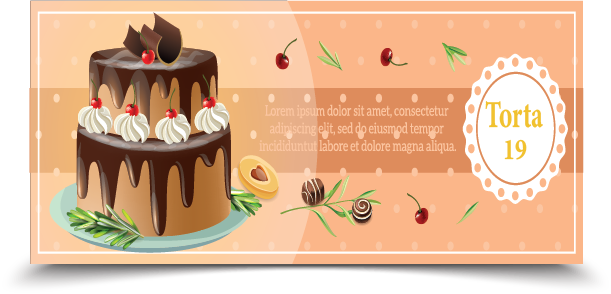 Lorem ipsum dolor sit amet, consectetur
adipiscing elit, sed do eiusmod tempor
incididuntut labore et dolore magna aliqua.
Torta
19